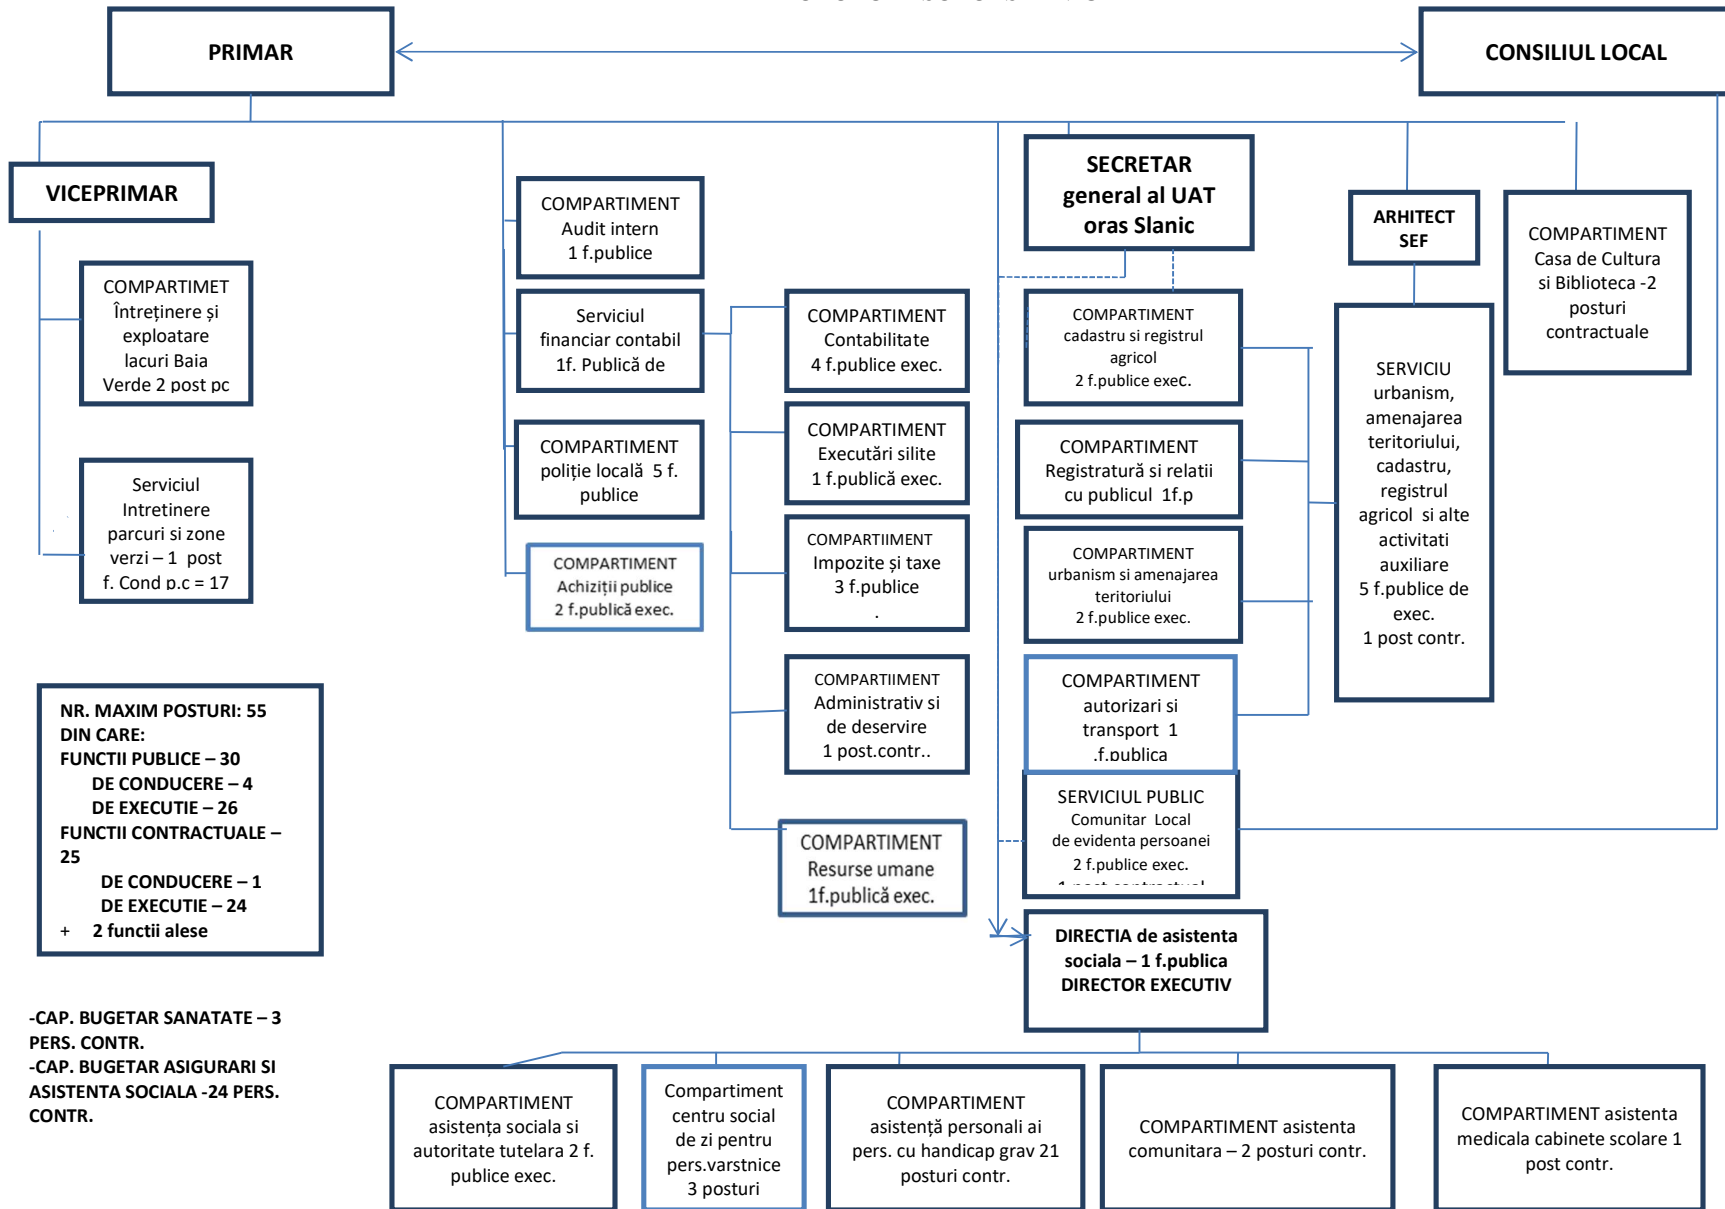 PRIMAR
CONSILIUL LOCAL
VICEPRIMAR
COMPARTIMET
Întreținere și
exploatare
lacuri Baia
Verde 2 post pc
Serviciul
Intretinere
parcuri si zone
verzi – 1 post
f. Cond p.c = 17
COMPARTIMENT
Audit intern
1 f.publice
Serviciul
financiar contabil
1f. Publică de
COMPARTIMENT
poliție locală 5 f.
publice
COMPARTIMENT
Achiziții publice
2 f.publică exec.
COMPARTIMENT
Contabilitate
4 f.publice exec.
COMPARTIMENT
Executări silite
1 f.publică exec.
COMPARTIIMENT
Impozite și taxe
3 f.publice
.
COMPARTIIMENT
Administrativ si
de deservire
1 post.contr..
COMPARTIMENT
Resurse umane
1f.publică exec.
SECRETAR
general al UAT
oras Slanic
COMPARTIMENT
cadastru si registrul
agricol
2 f.publice exec.
COMPARTIMENT
Registratură si relatii
cu publicul 1f.p
COMPARTIMENT
urbanism si amenajarea
teritoriului
2 f.publice exec.
COMPARTIMENT
autorizari si
transport 1
.f.publica
SERVICIUL PUBLIC
Comunitar Local
de evidenta persoanei
2 f.publice exec.
1 post contractual
ARHITECT
SEF
SERVICIU
urbanism,
amenajarea
teritoriului,
cadastru,
registrul
agricol si alte
activitati
auxiliare
5 f.publice de
exec.
1 post contr.
COMPARTIMENT
Casa de Cultura
si Biblioteca -2
posturi
contractuale
NR. MAXIM POSTURI: 55
DIN CARE:
FUNCTII PUBLICE – 30
DE CONDUCERE – 4
DE EXECUTIE – 26
FUNCTII CONTRACTUALE –
25
DE CONDUCERE – 1
DE EXECUTIE – 24
+ 2 functii alese
-CAP. BUGETAR SANATATE – 3
PERS. CONTR.
-CAP. BUGETAR ASIGURARI SI
ASISTENTA SOCIALA -24 PERS.
CONTR.
DIRECTIA de asistenta
sociala – 1 f.publica
DIRECTOR EXECUTIV
COMPARTIMENT
asistența sociala si
autoritate tutelara 2 f.
publice exec.
Compartiment
centru social
de zi pentru
pers.varstnice
3 posturi
COMPARTIMENT
asistență personali ai
pers. cu handicap grav 21
posturi contr.
COMPARTIMENT asistenta
comunitara – 2 posturi contr.
COMPARTIMENT asistenta
medicala cabinete scolare 1
post contr.